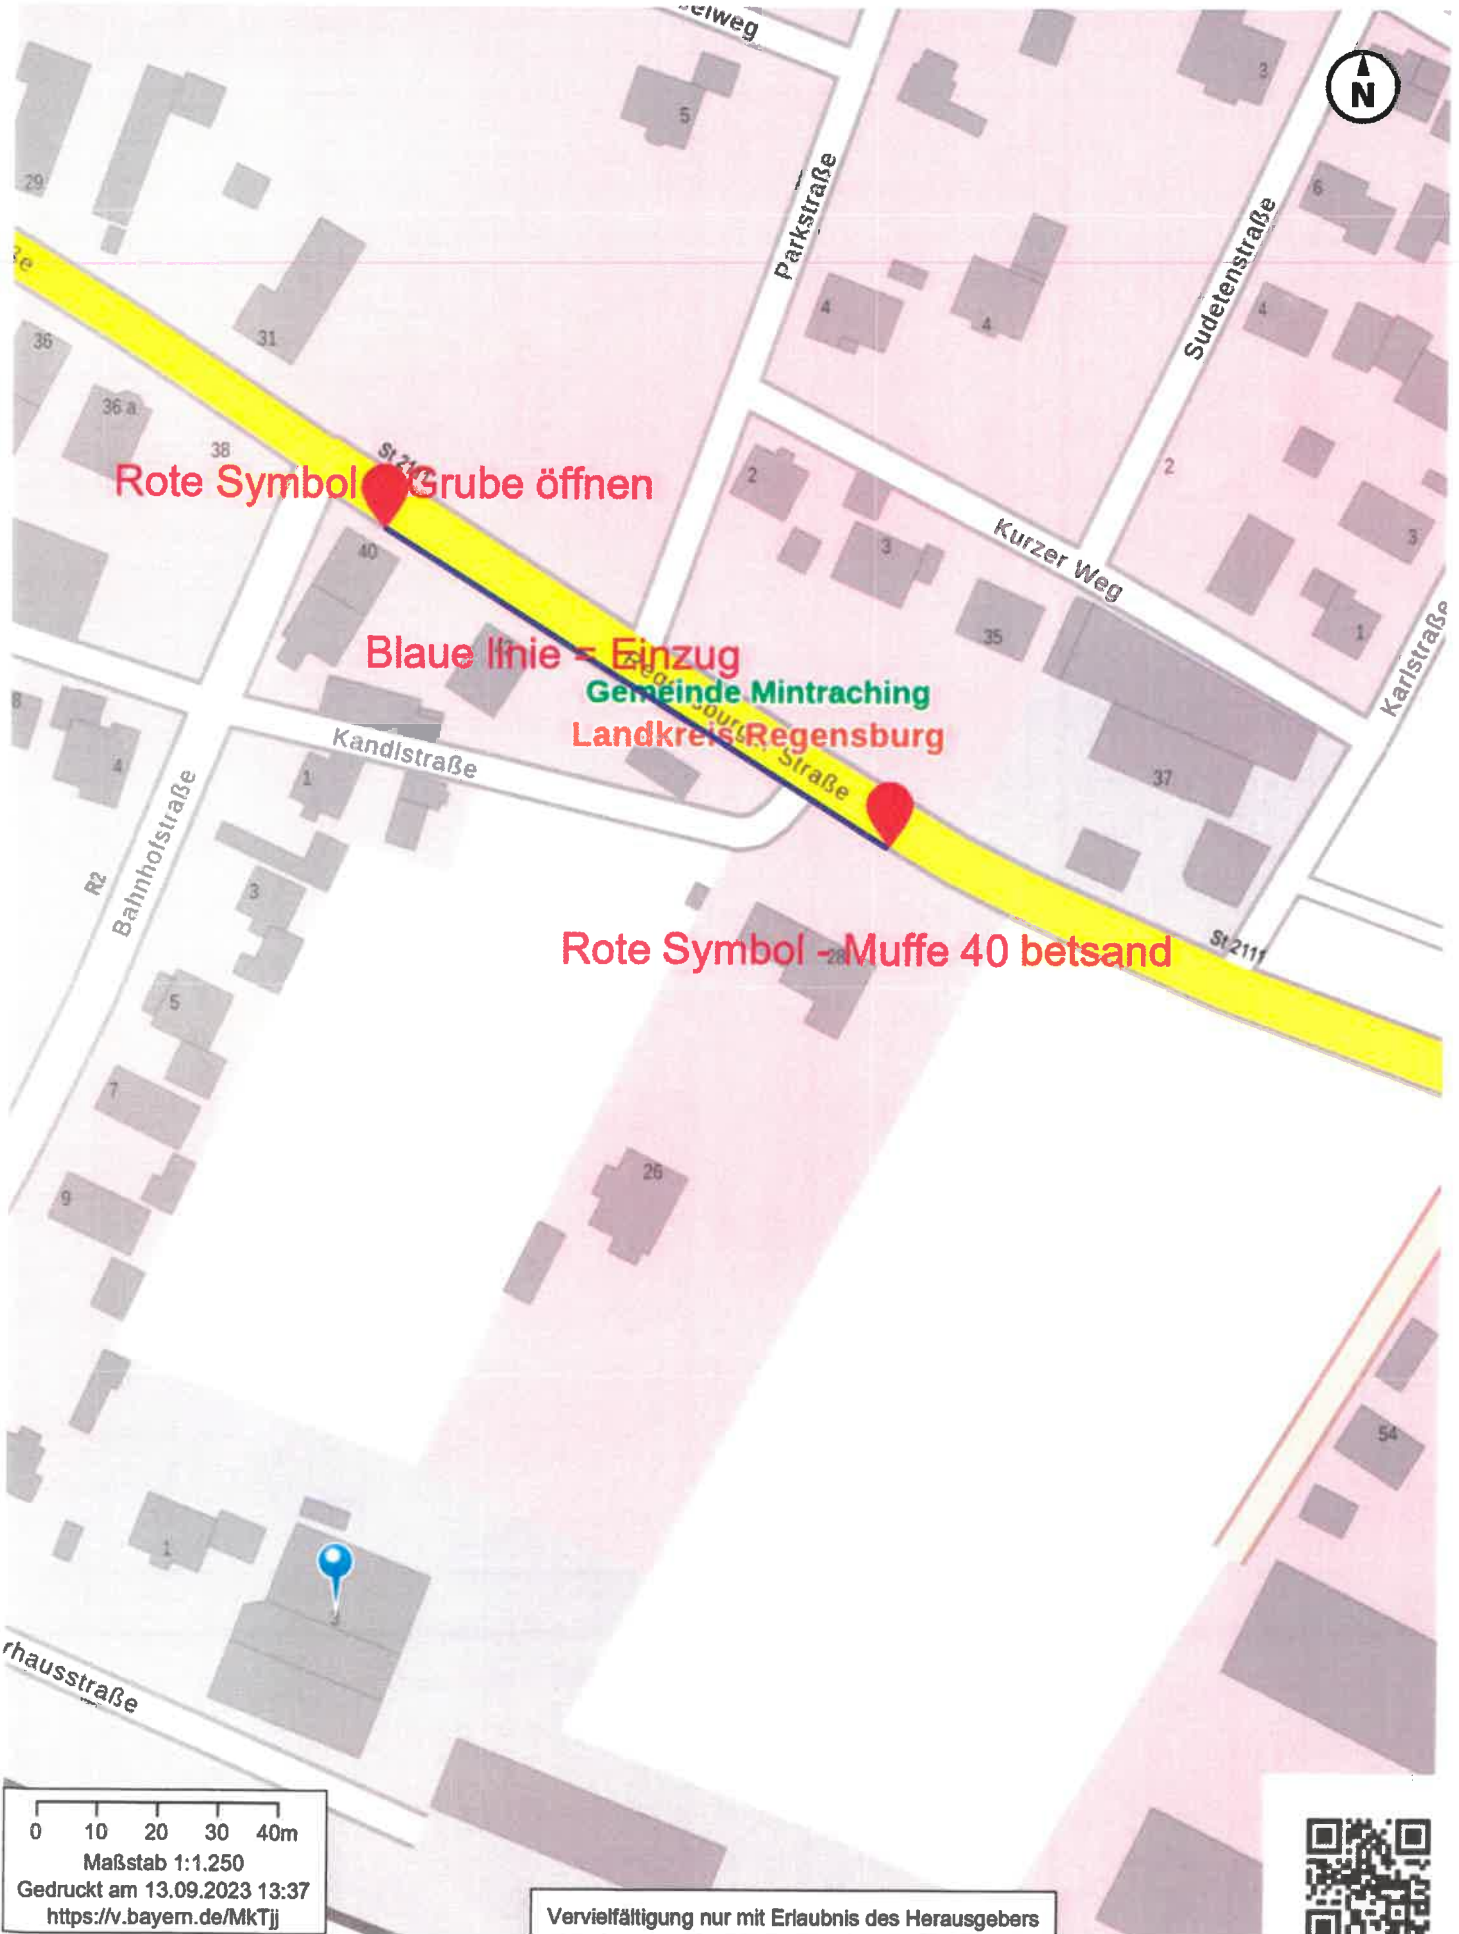 N
5
3
29
Parkstraße
6
Sudetenstraße
4
4
4
31
36
36 a
38
St 2111
Rote Symbol Grube öffnen
2
2
3
Kurzer Weg
3
40
35
1
Karlstraße
Blaue linie = Einzug
Gemeinde Mintraching
Landkreis Regensburg
Regensburger Straße
8
Kandlstraße
4
1
37
Bahnhofstraße
R2
3
Rote Symbol - Muffe 40 betsand
28
St 2111
5
7
26
9
54
1
3
rhausstraße
0 10 20 30 40m
Maßstab 1:1.250
Gedruckt am 13.09.2023 13:37
https://v.bayern.de/MkTjj
Vervielfältigung nur mit Erlaubnis des Herausgebers